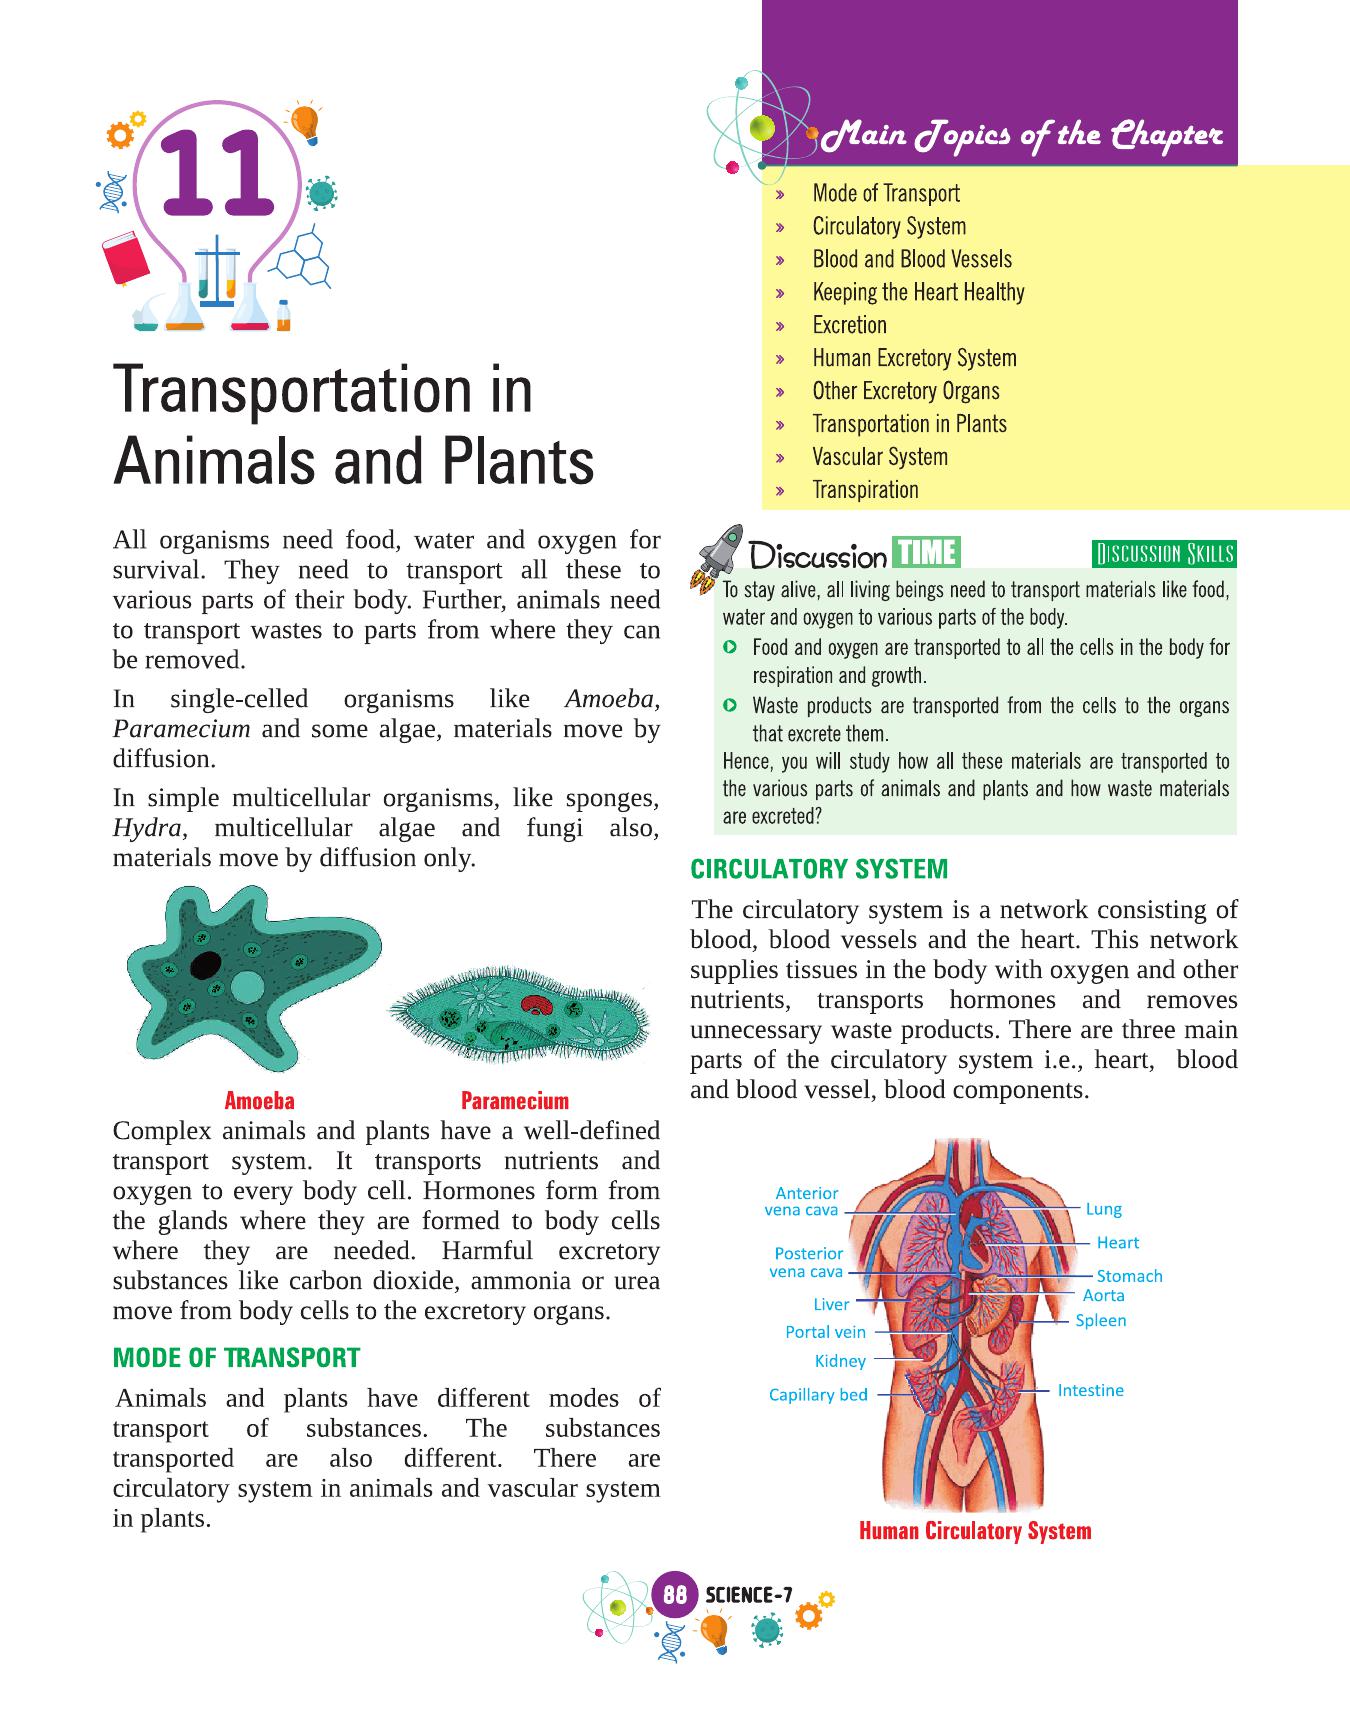 11
Transportation in
Animals and Plants
Main Topics of the Chapter
» Mode of Transport
» Circulatory System
» Blood and Blood Vessels
» Keeping the Heart Healthy
» Excretion
» Human Excretory System
» Other Excretory Organs
» Transportation in Plants
» Vascular System
» Transpiration
All organisms need food, water and oxygen for
survival. They need to transport all these to
various parts of their body. Further, animals need
to transport wastes to parts from where they can
be removed.
In single-celled organisms like Amoeba,
Paramecium and some algae, materials move by
diffusion.
In simple multicellular organisms, like sponges,
Hydra, multicellular algae and fungi also,
materials move by diffusion only.
Amoeba
Paramecium
Complex animals and plants have a well-defined
transport system. It transports nutrients and
oxygen to every body cell. Hormones form from
the glands where they are formed to body cells
where they are needed. Harmful excretory
substances like carbon dioxide, ammonia or urea
move from body cells to the excretory organs.
MODE OF TRANSPORT
Animals and plants have different modes of
transport of substances. The substances
transported are also different. There are
circulatory system in animals and vascular system
in plants.
Discussion TIME
DISCUSSION SKILLS
To stay alive, all living beings need to transport materials like food,
water and oxygen to various parts of the body.
Food and oxygen are transported to all the cells in the body for
respiration and growth.
Waste products are transported from the cells to the organs
that excrete them.
Hence, you will study how all these materials are transported to
the various parts of animals and plants and how waste materials
are excreted?
CIRCULATORY SYSTEM
The circulatory system is a network consisting of
blood, blood vessels and the heart. This network
supplies tissues in the body with oxygen and other
nutrients, transports hormones and removes
unnecessary waste products. There are three main
parts of the circulatory system i.e., heart, blood
and blood vessel, blood components.
Anterior
vena cava
Posterior
vena cava
Liver
Portal vein
Kidney
Capillary bed
Lung
Heart
Stomach
Aorta
Spleen
Intestine
Human Circulatory System
88 SCIENCE-7